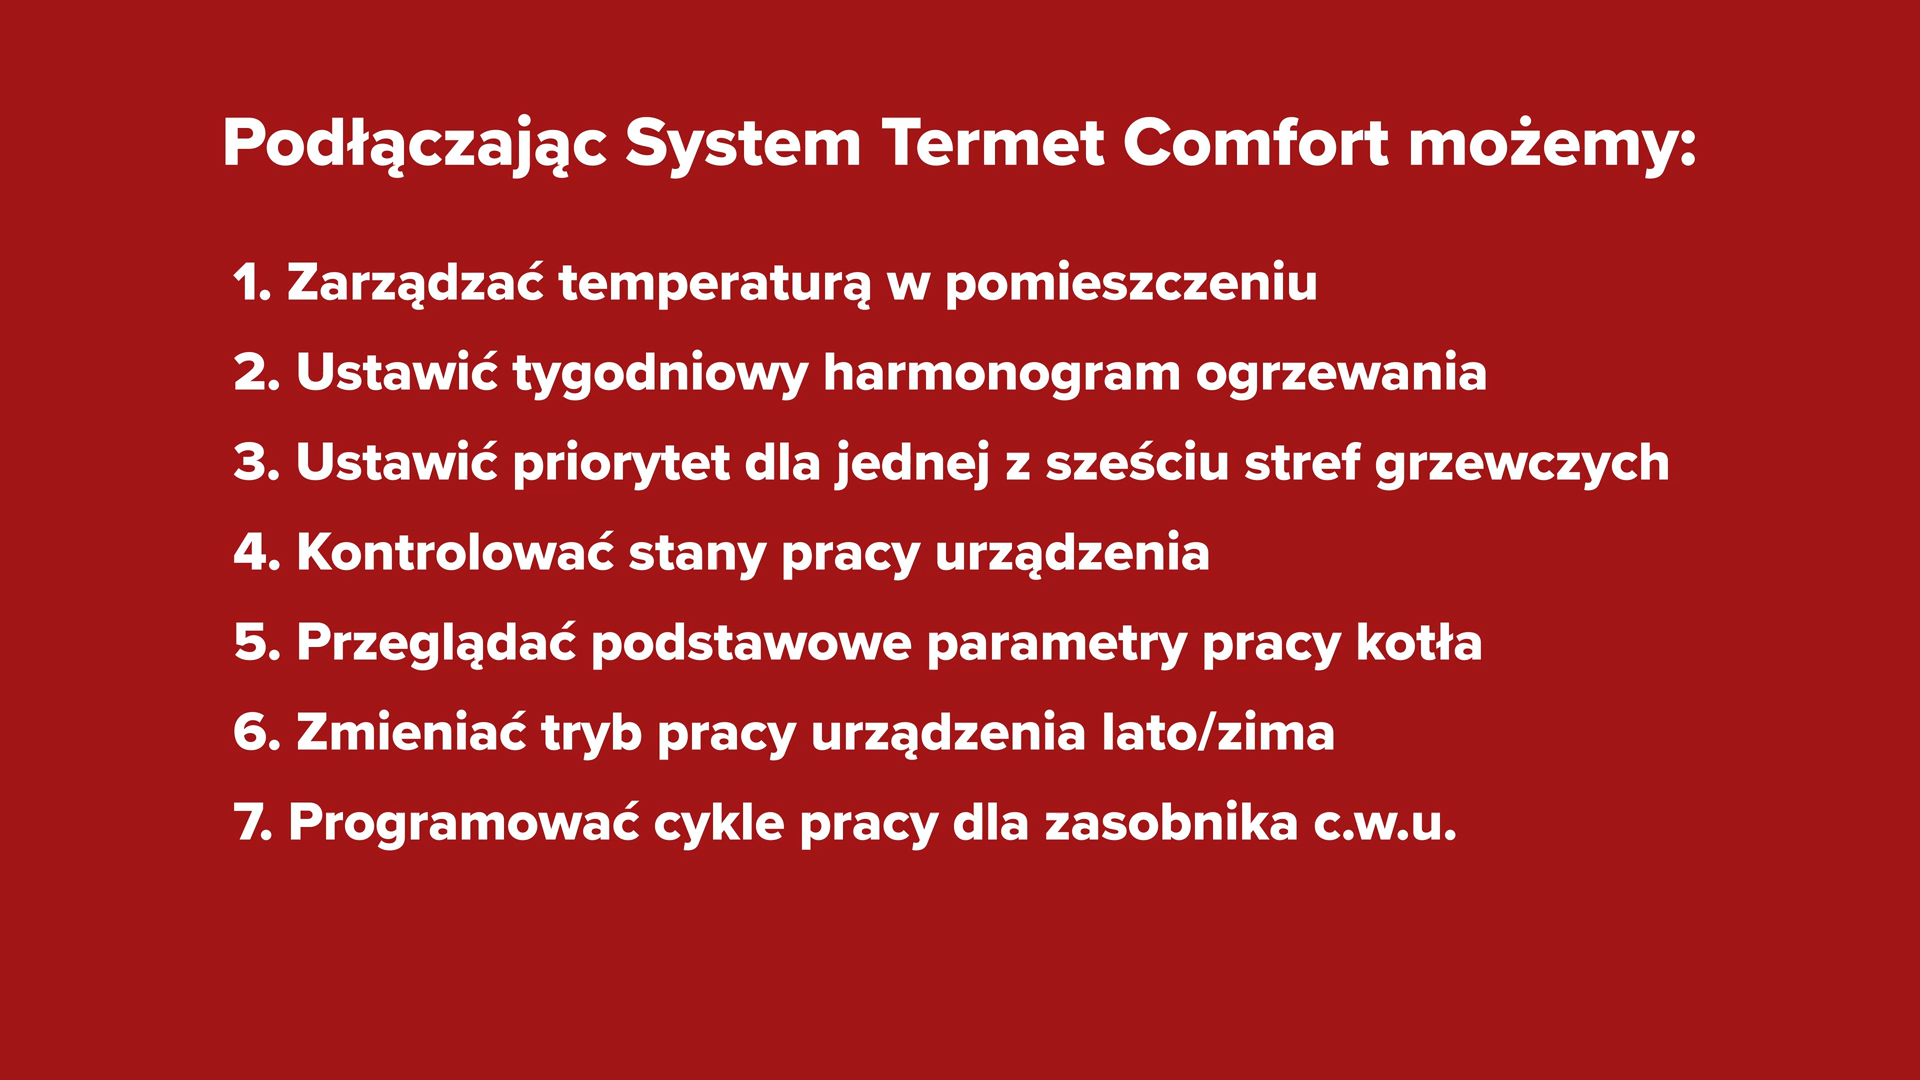 Podłączając System Termet Comfort możemy:
1. Zarządzać temperaturą w pomieszczeniu
2. Ustawić tygodniowy harmonogram ogrzewania
3. Ustawić priorytet dla jednej z sześciu stref grzewczych
4. Kontrolować stany pracy urządzenia
5. Przeglądać podstawowe parametry pracy kotła
6. Zmieniać tryb pracy urządzenia lato/zima
7. Programować cykle pracy dla zasobnika c.w.u.